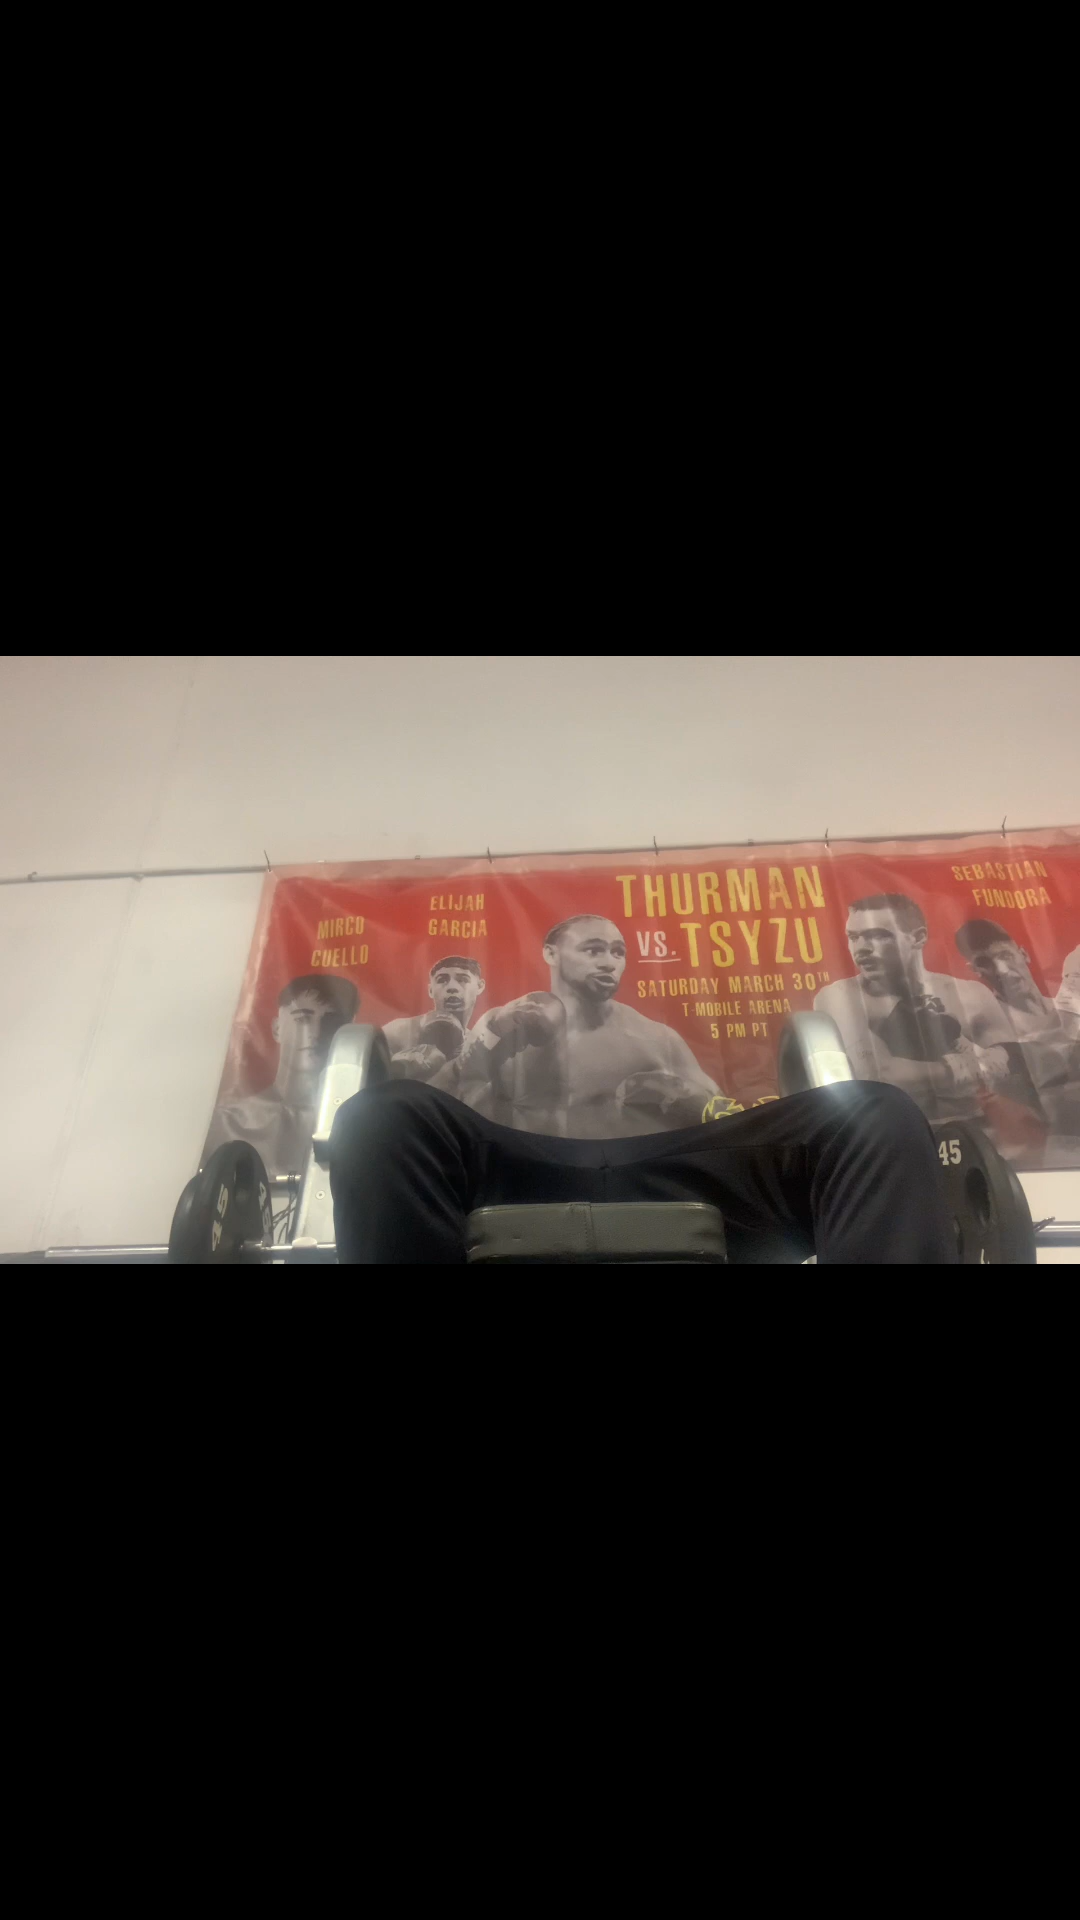 MIRCO
CUELLO
ELIJAH
GARCIA
THURMAN
VS. TSYZU
SATURDAY MARCH 30TH
T-MOBILE ARENA
5 PM PT
SEBASTIAN
FUNDORA
45
45